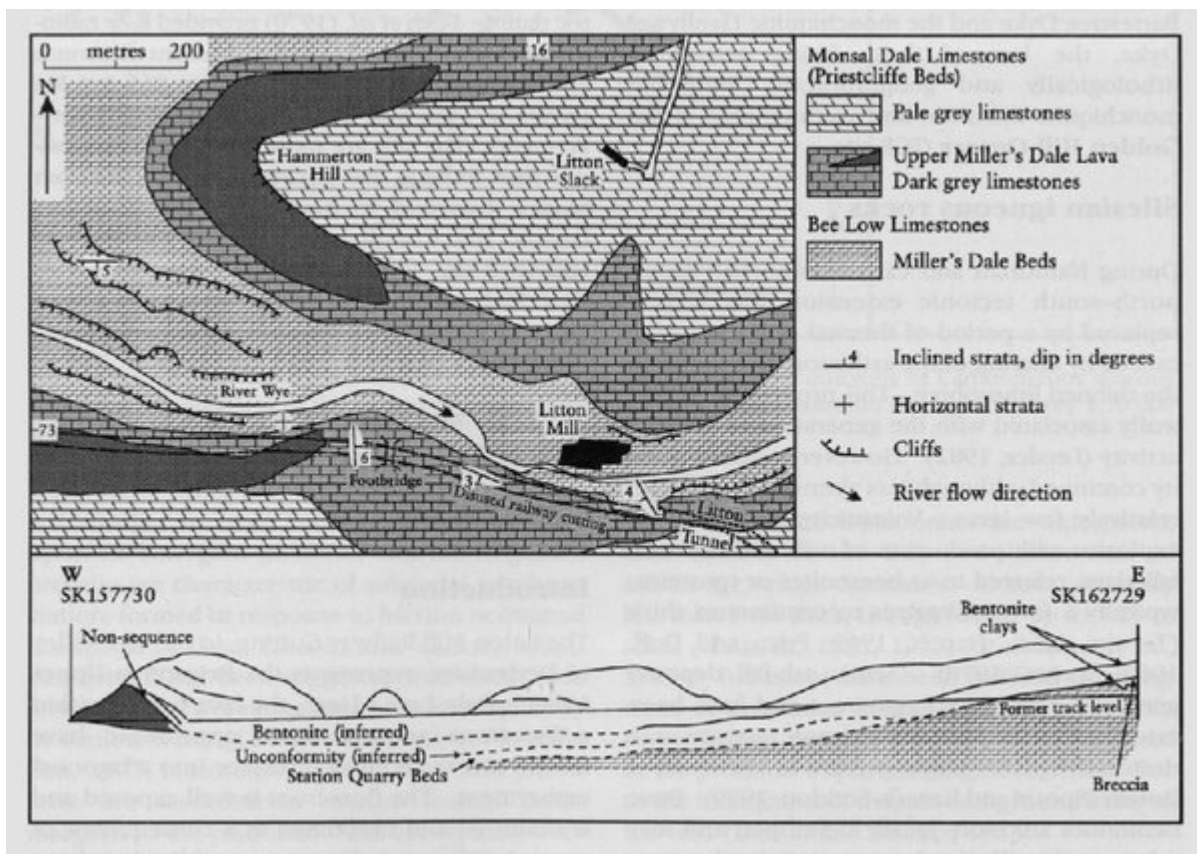 0 metres 200
N
16
Hammerton
Hill
Litton
Slack
5
River Wye
Litton
Mill
73
6
Footbridge
3
4
Disused railway cutting
Litton
Tunnel
Monsal Dale Limestones
(Priestcliffe Beds)
Pale grey limestones
Upper Miller's Dale Lava
Dark grey limestones
Bee Low Limestones
Miller's Dale Beds
4 Inclined strata, dip in degrees
Horizontal strata
Cliffs
River flow direction
W
SK157730
E
SK162729
Non-sequence
Bentonite
clays
Bentonite (inferred)
Unconformity (inferred)
Station Quarry Beds
Former track level
Breccia